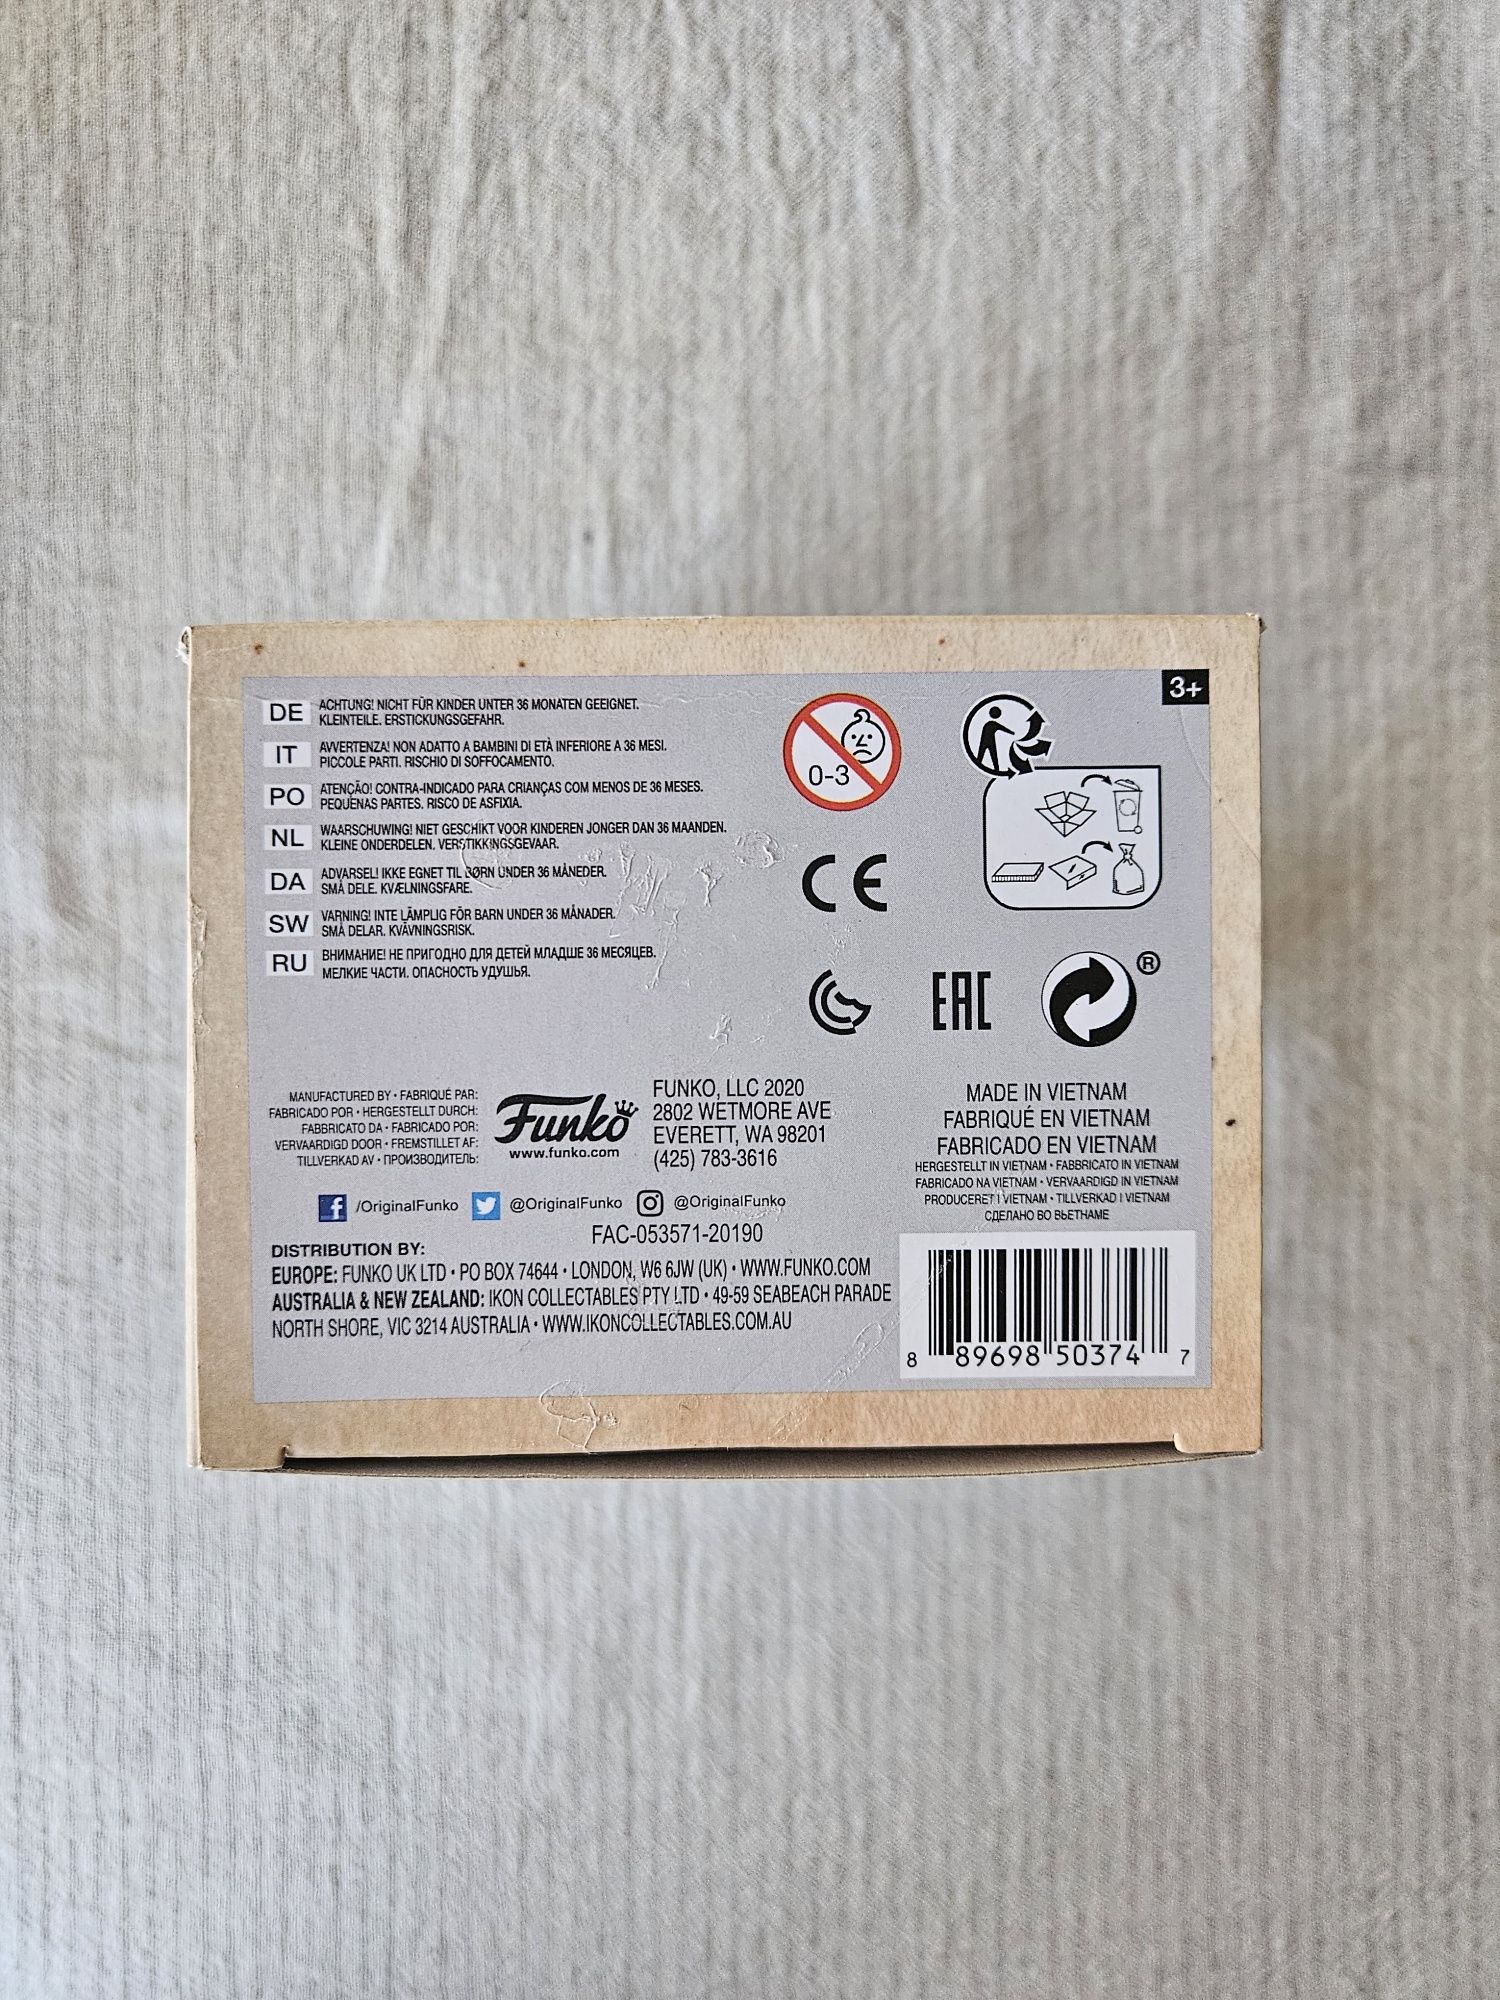 3+
DE ACHTUNG! NICHT FÜR KINDER UNTER 36 MONATEN GEEIGNET.
KLEINTEILE. ERSTICKUNGSGEFAHR.
IT AVVERTENZA! NON ADATTO A BAMBINI DI ETÀ INFERIORE A 36 MESI.
PICCOLE PARTI. RISCHIO DI SOFFOCAMENTO.
PO ATENÇÃO! CONTRA-INDICADO PARA CRIANÇAS COM MENOS DE 36 MESES.
PEQUENAS PARTES. RISCO DE ASFIXIA.
NL WAARSCHUWING! NIET GESCHIKT VOOR KINDEREN JONGER DAN 36 MAANDEN.
KLEINE ONDERDELEN. VERSTIKKINGSGEVAAR.
DA ADVARSEL! IKKE EGNET TIL BØRN UNDER 36 MÅNEDER.
SMÅ DELE. KVÆLNINGSFARE.
SW VARNING! INTE LÄMPLIG FÖR BARN UNDER 36 MÅNADER.
SMÅ DELAR. KVÄVNINGSRISK.
RU ВНИМАНИЕ! НЕ ПРИГОДНО ДЛЯ ДЕТЕЙ МЛАДШЕ 36 МЕСЯЦЕВ.
МЕЛКИЕ ЧАСТИ. ОПАСНОСТЬ УДУШЬЯ.
0-3
CE
EAC
®
MANUFACTURED BY • FABRIQUÉ PAR:
FABRICADO POR • HERGESTELLT DURCH:
FABBRICATO DA • FABRICADO POR:
VERVAARDIGD DOOR • FREMSTILLET AF:
TILLVERKAD AV • ПРОИЗВОДИТЕЛЬ:
Funko
www.funko.com
FUNKO, LLC 2020
2802 WETMORE AVE
EVERETT, WA 98201
(425) 783-3616
MADE IN VIETNAM
FABRIQUÉ EN VIETNAM
FABRICADO EN VIETNAM
HERGESTELLT IN VIETNAM • FABBRICATO IN VIETNAM
FABRICADO NA VIETNAM • VERVAARDIGD IN VIETNAM
PRODUCERET I VIETNAM • TILLVERKAD I VIETNAM
СДЕЛАНО ВО ВЬЕТНАМЕ
/OriginalFunko @OriginalFunko @OriginalFunko
FAC-053571-20190
DISTRIBUTION BY:
EUROPE: FUNKO UK LTD • PO BOX 74644 • LONDON, W6 6JW (UK) • WWW.FUNKO.COM
AUSTRALIA & NEW ZEALAND: IKON COLLECTABLES PTY LTD • 49-59 SEABEACH PARADE
NORTH SHORE, VIC 3214 AUSTRALIA • WWW.IKONCOLLECTABLES.COM.AU
8 89698 50374 7